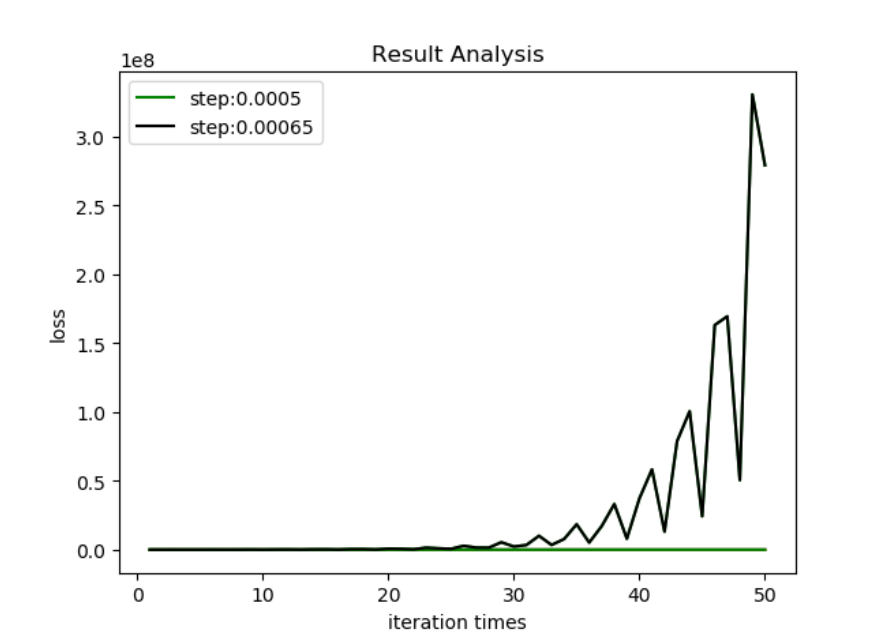 Result Analysis
1e8
step:0.0005
step:0.00065
3.0
2.5
2.0
1.5
1.0
0.5
0.0
loss
0 10 20 30 40 50
iteration times